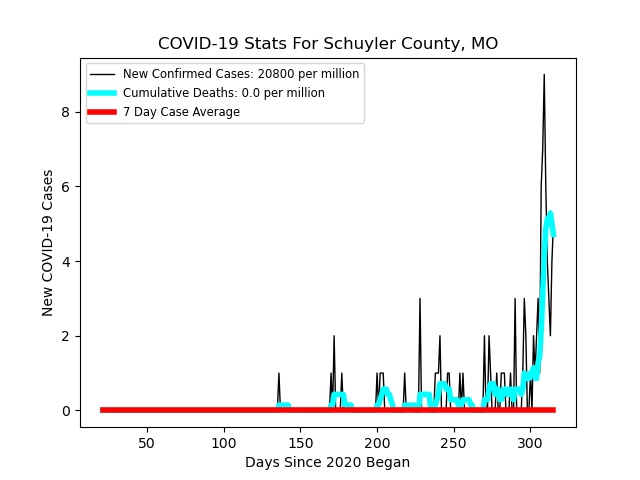 COVID-19 Stats For Schuyler County, MO
New Confirmed Cases: 20800 per million
Cumulative Deaths: 0.0 per million
7 Day Case Average
New COVID-19 Cases
8
6
4
2
0
50 100 150 200 250 300
Days Since 2020 Began